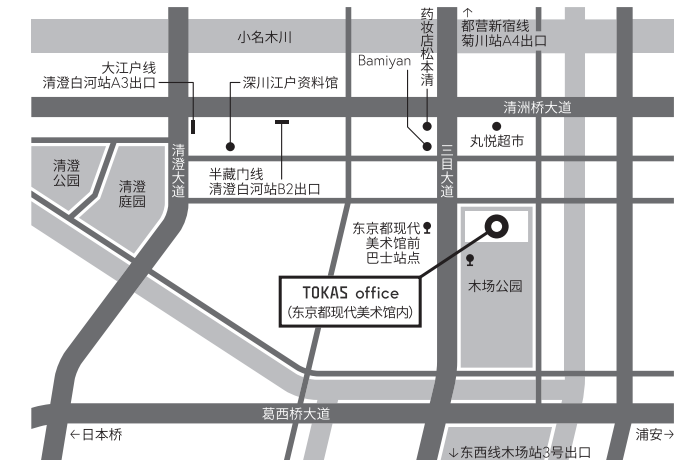 药妆店松本清
↑
都营新宿线
菊川站A4出口
小名木川
大江户线
清澄白河站A3出口
深川江户资料馆
Bamiyan
清洲桥大道
丸悦超市
清澄大道
三目大道
清澄
公园
清澄
庭园
半藏门线
清澄白河站B2出口
东京都现代
美术馆前
巴士站点
木场公园
TOKAS office
(东京都现代美术馆内)
葛西桥大道
←日本桥
浦安→
↓东西线木场站3号出口